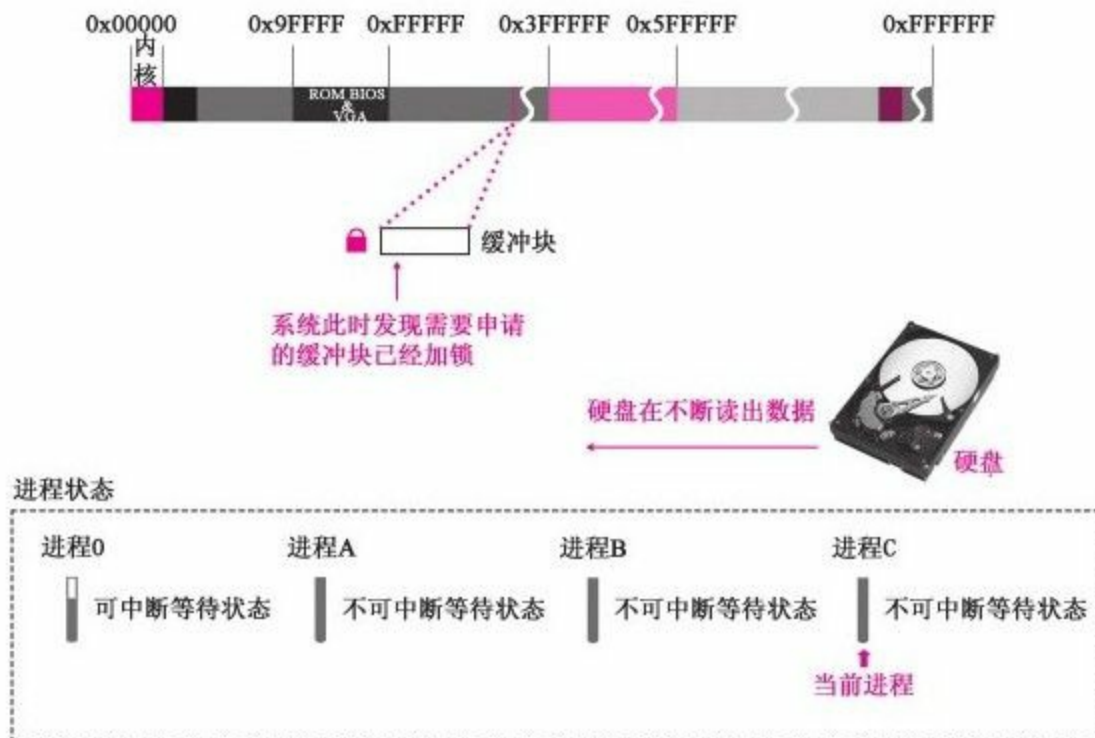 0x00000 0x9FFFF 0xFFFFF 0x3FFFFF 0x5FFFFF 0xFFFFFF
内
核
ROM BIOS
&
VGA
缓冲块
系统此时发现需要申请
的缓冲块已经加锁
硬盘在不断读出数据
硬盘
进程状态
进程0 进程A 进程B 进程C
可中断等待状态 不可中断等待状态 不可中断等待状态 不可中断等待状态
当前进程